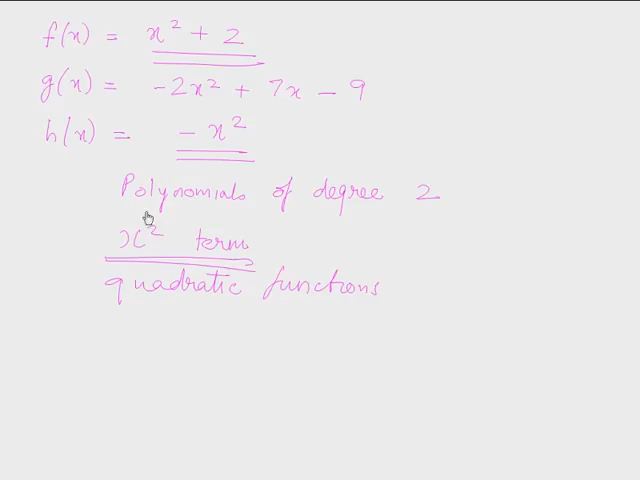 f(x) = x² + 2
g(x) = -2x² + 7x - 9
h(x) = - x²
Polynomials of degree 2
x² term
quadratic functions